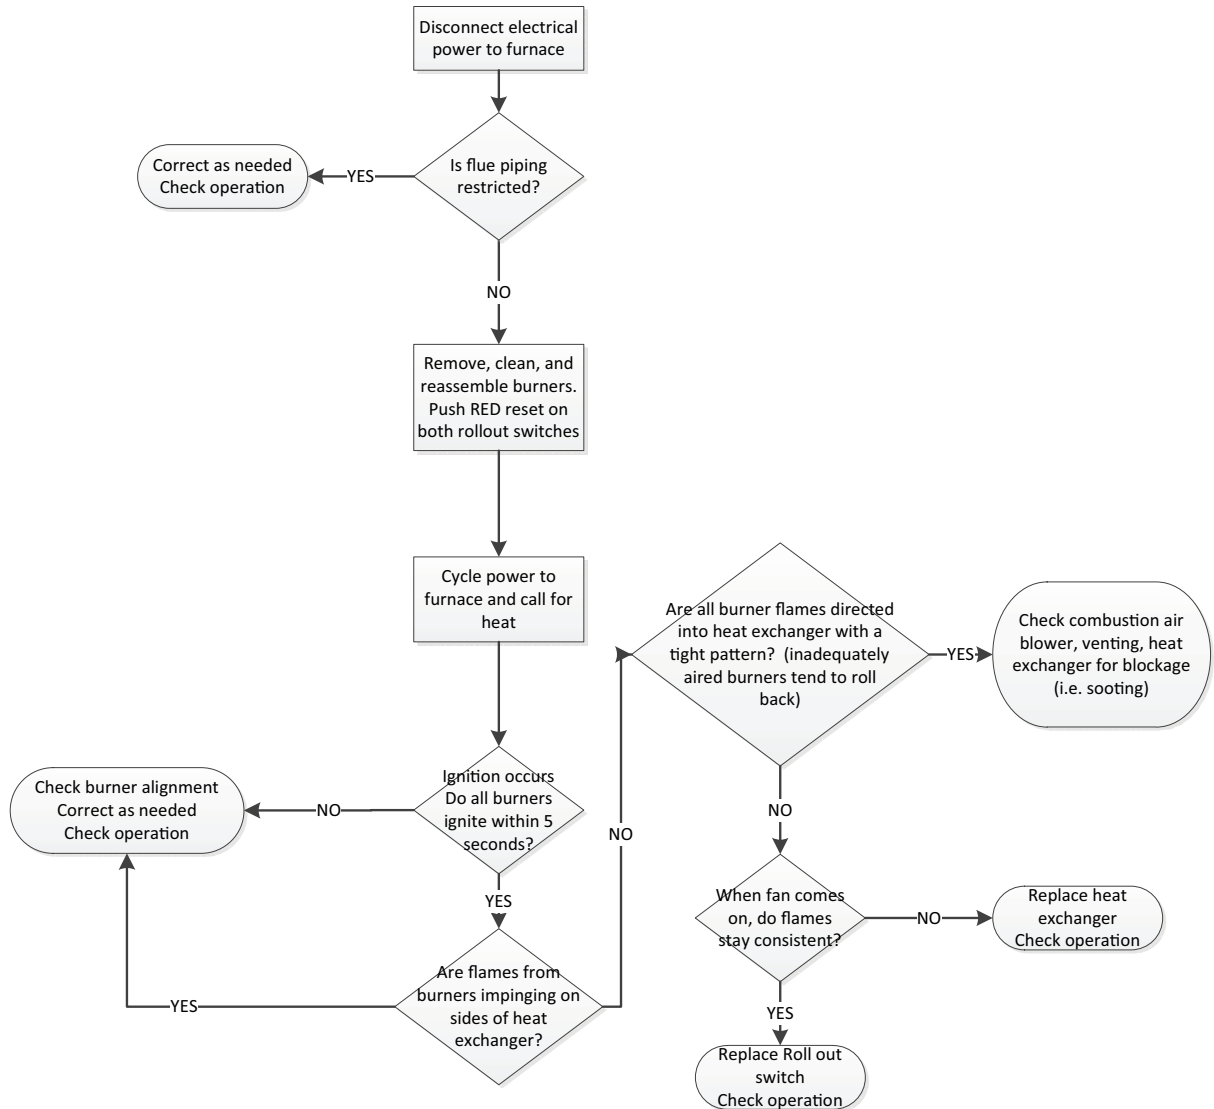 Disconnect electrical
power to furnace
Is flue piping
restricted?
YES
Correct as needed
Check operation
NO
Remove, clean, and
reassemble burners.
Push RED reset on
both rollout switches
Cycle power to
furnace and call for
heat
Ignition occurs
Do all burners
ignite within 5
seconds?
NO
Check burner alignment
Correct as needed
Check operation
YES
Are flames from
burners impinging on
sides of heat
exchanger?
YES
NO
Are all burner flames directed
into heat exchanger with a
tight pattern? (inadequately
aired burners tend to roll
back)
YES
Check combustion air
blower, venting, heat
exchanger for blockage
(i.e. sooting)
NO
When fan comes
on, do flames
stay consistent?
NO
Replace heat
exchanger
Check operation
YES
Replace Roll out
switch
Check operation